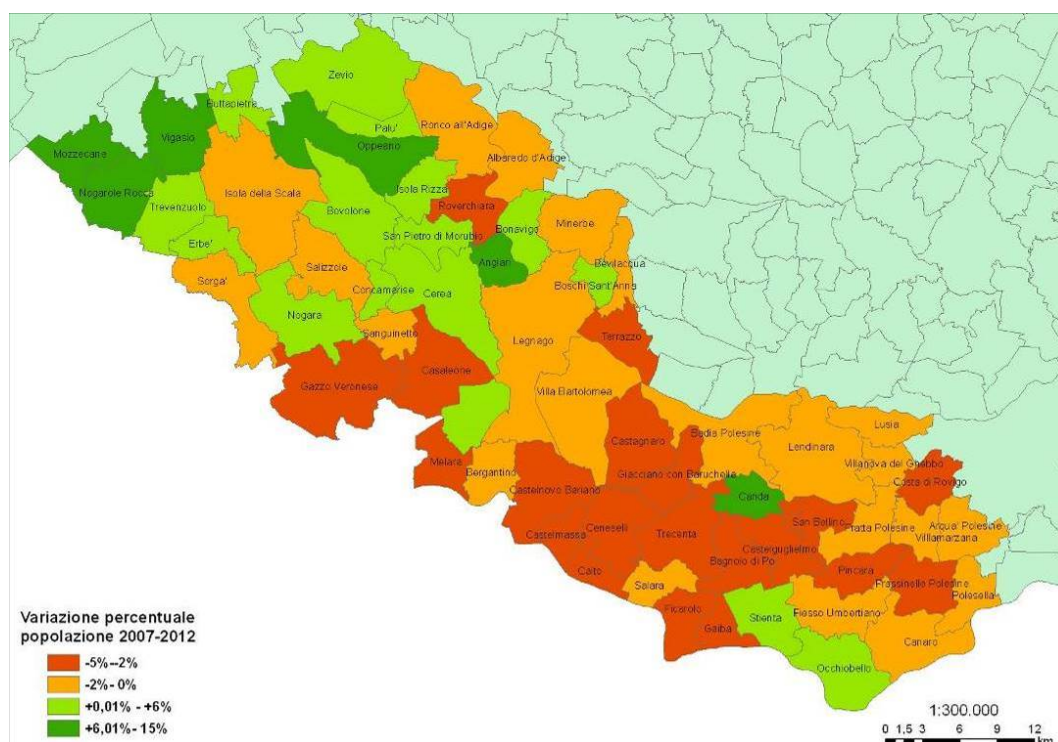 Zevio
Buttapietra
Vigasio
Palu'
Ronco all'Adige
Mozzecane
Oppeano
Albaredo d'Adige
Nogarole Rocca
Isola della Scala
Isola Rizza
Trevenzuolo
Roverchiara
Bovolone
Minerbe
San Pietro di Morubio
Bonavigo
Erbe'
Angiari
Bevilacqua
Salizzole
Sorga'
Boschi Sant'Anna
Concamarise
Cerea
Nogara
Sanguinetto
Legnago
Terrazzo
Casaleone
Gazzo Veronese
Villa Bartolomea
Lusia
Badia Polesine
Castagnaro
Lendinara
Melara
Bergantino
Villanova del Ghebbo
Giacciano con Baruchella
Costa di Rovigo
Castelnovo Bariano
Canda
San Bellino
Fratta Polesine
Arqua' Polesine
Castelmassa
Ceneselli
Trecenta
Villamarzana
Castelguglielmo
Bagnolo di Po
Calto
Pincara
Salara
Frassinelle Polesine
Polesella
Ficarolo
Stienta
Fiesso Umbertiano
Gaiba
Canaro
Occhiobello
Variazione percentuale
popolazione 2007-2012
-5%--2%
-2%- 0%
+0,01% - +6%
+6,01%- 15%
1:300.000
0 1,5 3 6 9 12
km